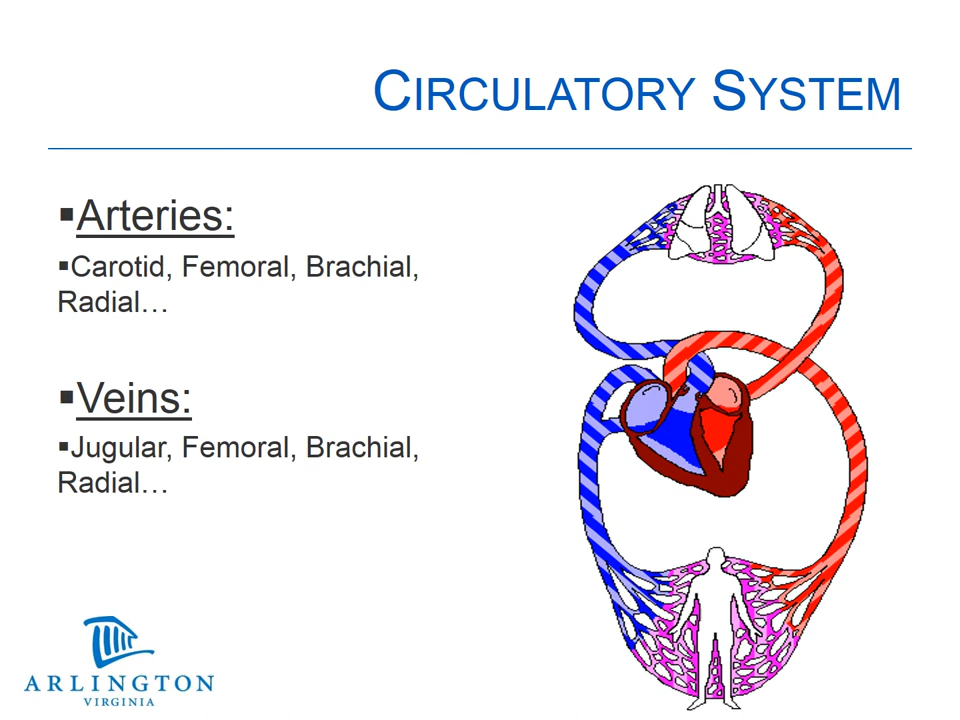 CIRCULATORY SYSTEM
▪Arteries:
▪Carotid, Femoral, Brachial,
Radial…
▪Veins:
▪Jugular, Femoral, Brachial,
Radial…
ARLINGTON
VIRGINIA